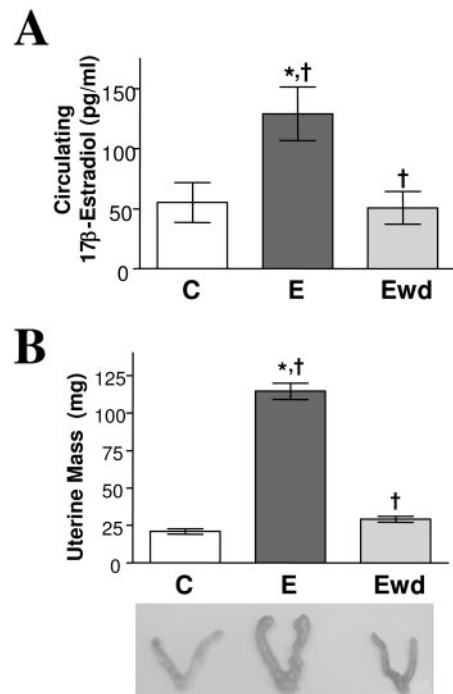 A
Circulating
17β-Estradiol (pg/ml)
150
100
50
0
*,†
†
C E Ewd
B
Uterine Mass (mg)
125
100
75
50
25
0
*,†
†
C E Ewd